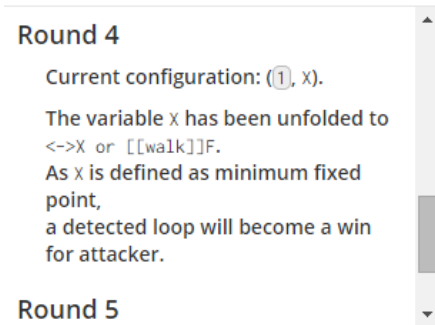 Round 4
Current configuration: (1, X).
The variable X has been unfolded to
<->X or [[walk]]F.
As X is defined as minimum fixed
point,
a detected loop will become a win
for attacker.
Round 5